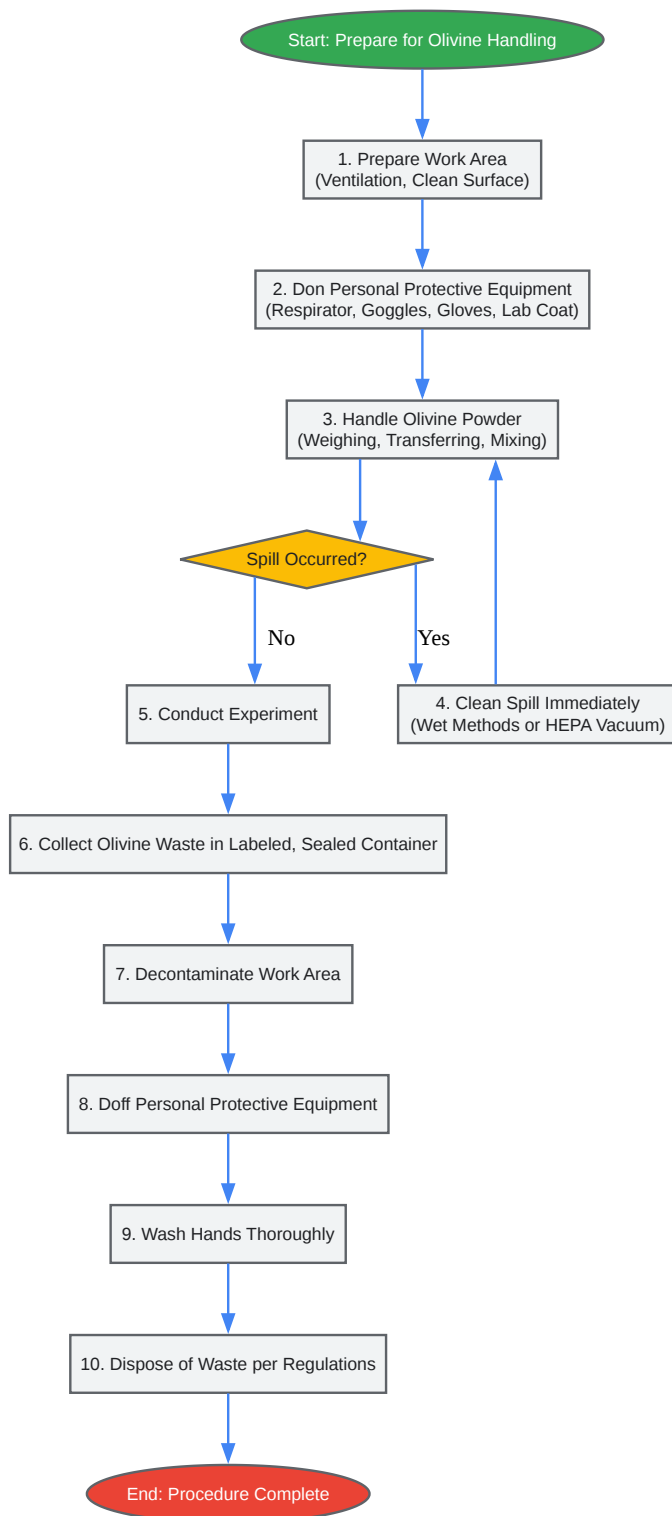 Start: Prepare for Olivine Handling
1. Prepare Work Area
(Ventilation, Clean Surface)
2. Don Personal Protective Equipment
(Respirator, Goggles, Gloves, Lab Coat)
3. Handle Olivine Powder
(Weighing, Transferring, Mixing)
Spill Occurred?
No
Yes
5. Conduct Experiment
4. Clean Spill Immediately
(Wet Methods or HEPA Vacuum)
6. Collect Olivine Waste in Labeled, Sealed Container
7. Decontaminate Work Area
8. Doff Personal Protective Equipment
9. Wash Hands Thoroughly
10. Dispose of Waste per Regulations
End: Procedure Complete